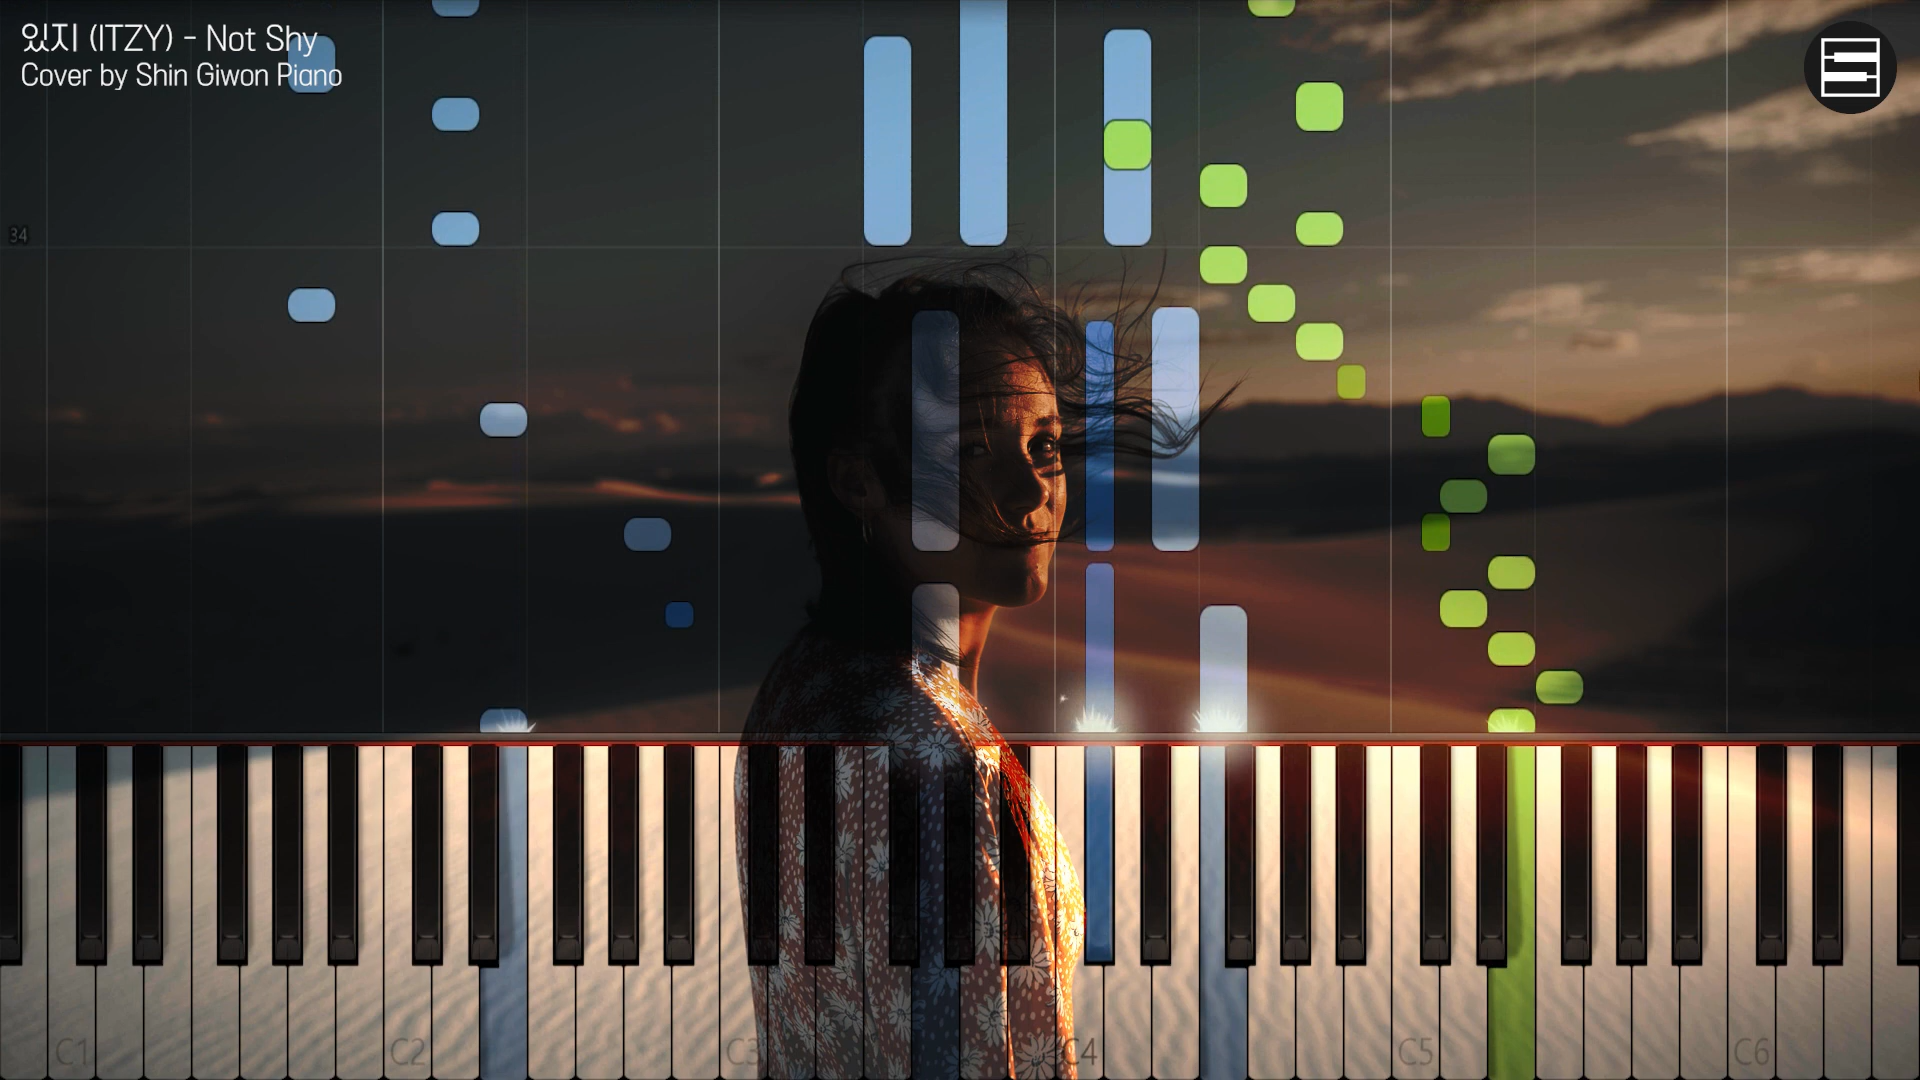 있지 (ITZY) - Not Shy
Cover by Shin Giwon Piano
34
C1 C2 C3 C4 C5 C6